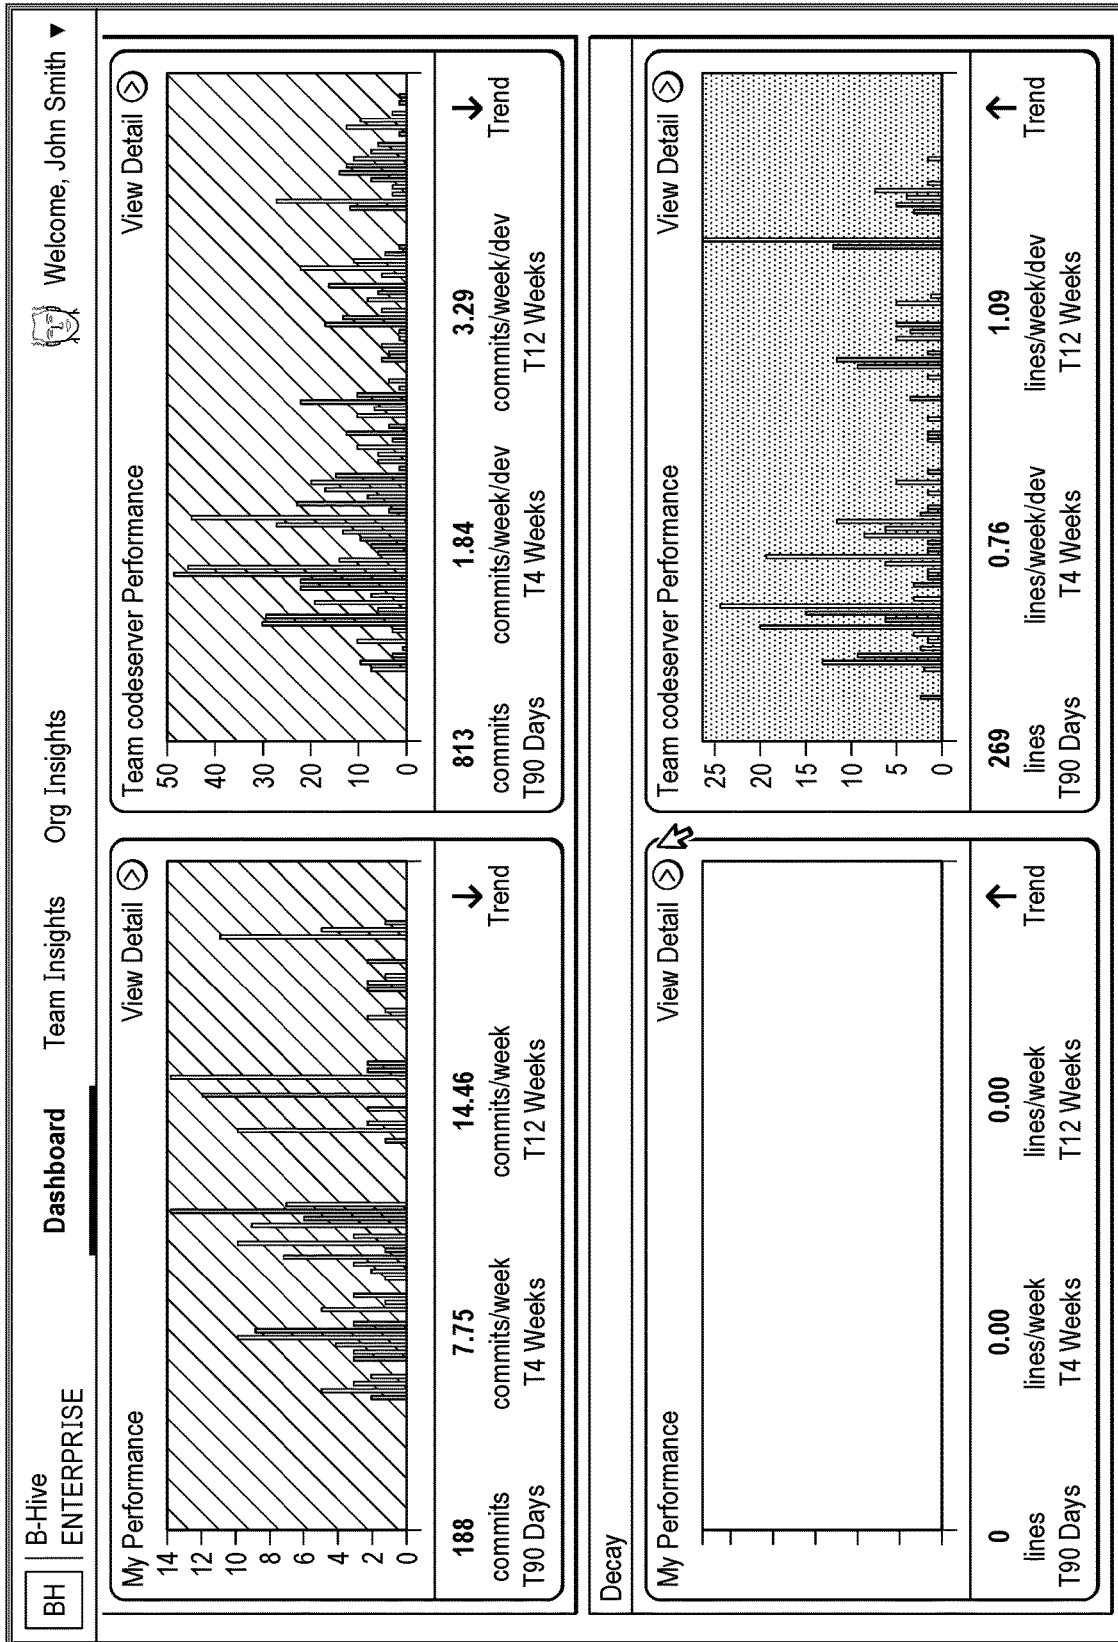 BH
B-Hive
ENTERPRISE
Dashboard
Team Insights
Org Insights
Welcome, John Smith ▼
My Performance
View Detail
14
12
10
8
6
4
2
0
188
commits
T90 Days
7.75
commits/week
T4 Weeks
14.46
commits/week
T12 Weeks
Trend
Team codeserver Performance
View Detail
50
40
30
20
10
0
813
commits
T90 Days
1.84
commits/week/dev
T4 Weeks
3.29
commits/week/dev
T12 Weeks
Trend
Decay
My Performance
View Detail
0
lines
T90 Days
0.00
lines/week
T4 Weeks
0.00
lines/week
T12 Weeks
Trend
Team codeserver Performance
View Detail
25
20
15
10
5
0
269
lines
T90 Days
0.76
lines/week/dev
T4 Weeks
1.09
lines/week/dev
T12 Weeks
Trend